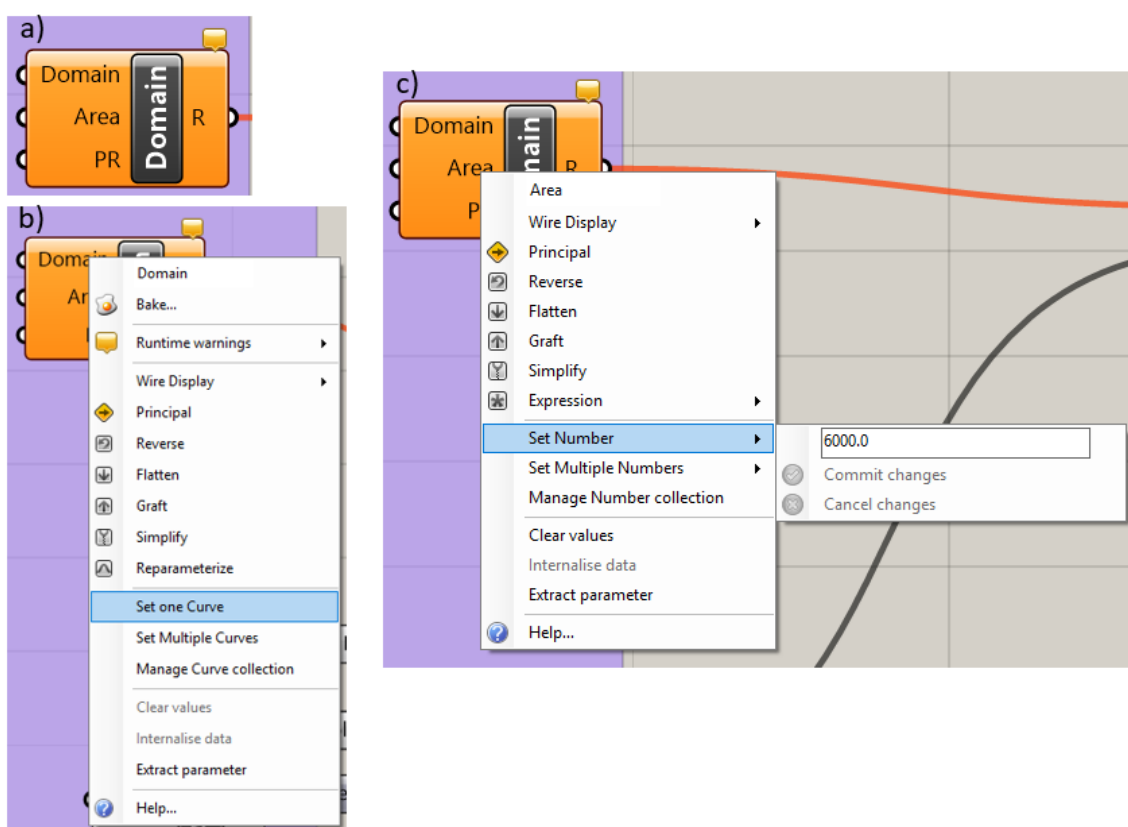 a)
Domain
Area
PR
Domain
R
b)
Doma
Ar
Domain
Bake...
Runtime warnings
Wire Display
Principal
Reverse
Flatten
Graft
Simplify
Reparameterize
Set one Curve
Set Multiple Curves
Manage Curve collection
Clear values
Internalise data
Extract parameter
Help...
c)
Domain
Area
P
main
R
Area
Wire Display
Principal
Reverse
Flatten
Graft
Simplify
Expression
Set Number
6000.0
Set Multiple Numbers
Commit changes
Manage Number collection
Cancel changes
Clear values
Internalise data
Extract parameter
Help...